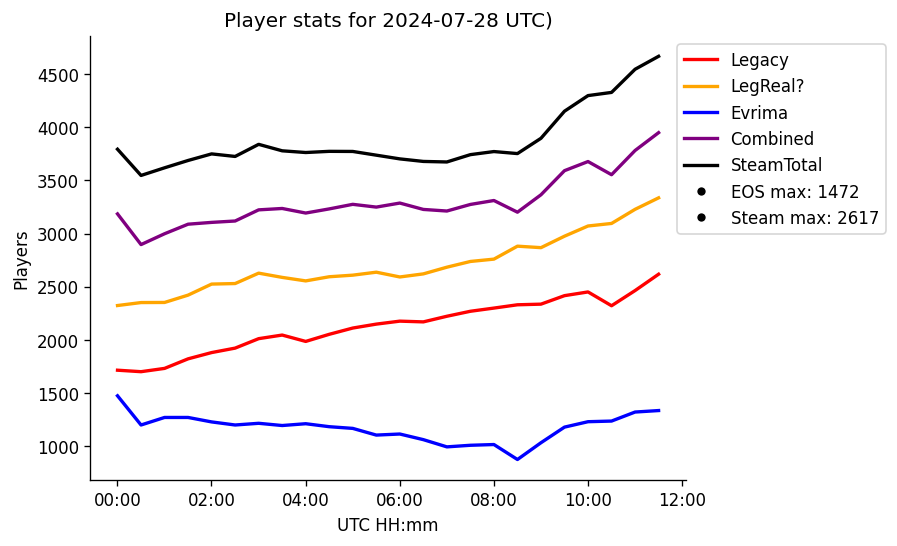 Player stats for 2024-07-28 UTC)
Legacy
LegReal?
Evrima
Combined
SteamTotal
EOS max: 1472
Steam max: 2617
Players
4500
4000
3500
3000
2500
2000
1500
1000
00:00 02:00 04:00 06:00 08:00 10:00 12:00
UTC HH:mm